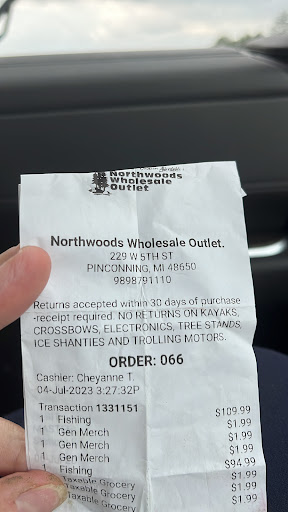 Northwoods
Wholesale
Outlet
Northwoods Wholesale Outlet.
229 W 5TH ST
PINCONNING, MI 48650
9898791110
Returns accepted within 30 days of purchase
-receipt required. NO RETURNS ON KAYAKS,
CROSSBOWS, ELECTRONICS, TREE STANDS,
ICE SHANTIES AND TROLLING MOTORS.
ORDER: 066
Cashier: Cheyanne T.
04-Jul-2023 3:27:32P
Transaction 1331151
1 Fishing $109.99
1 Gen Merch $1.99
1 Gen Merch $1.99
1 Gen Merch $1.99
1 Fishing $94.99
Taxable Grocery $1.99
Taxable Grocery $1.99
Taxable Grocery $1.99